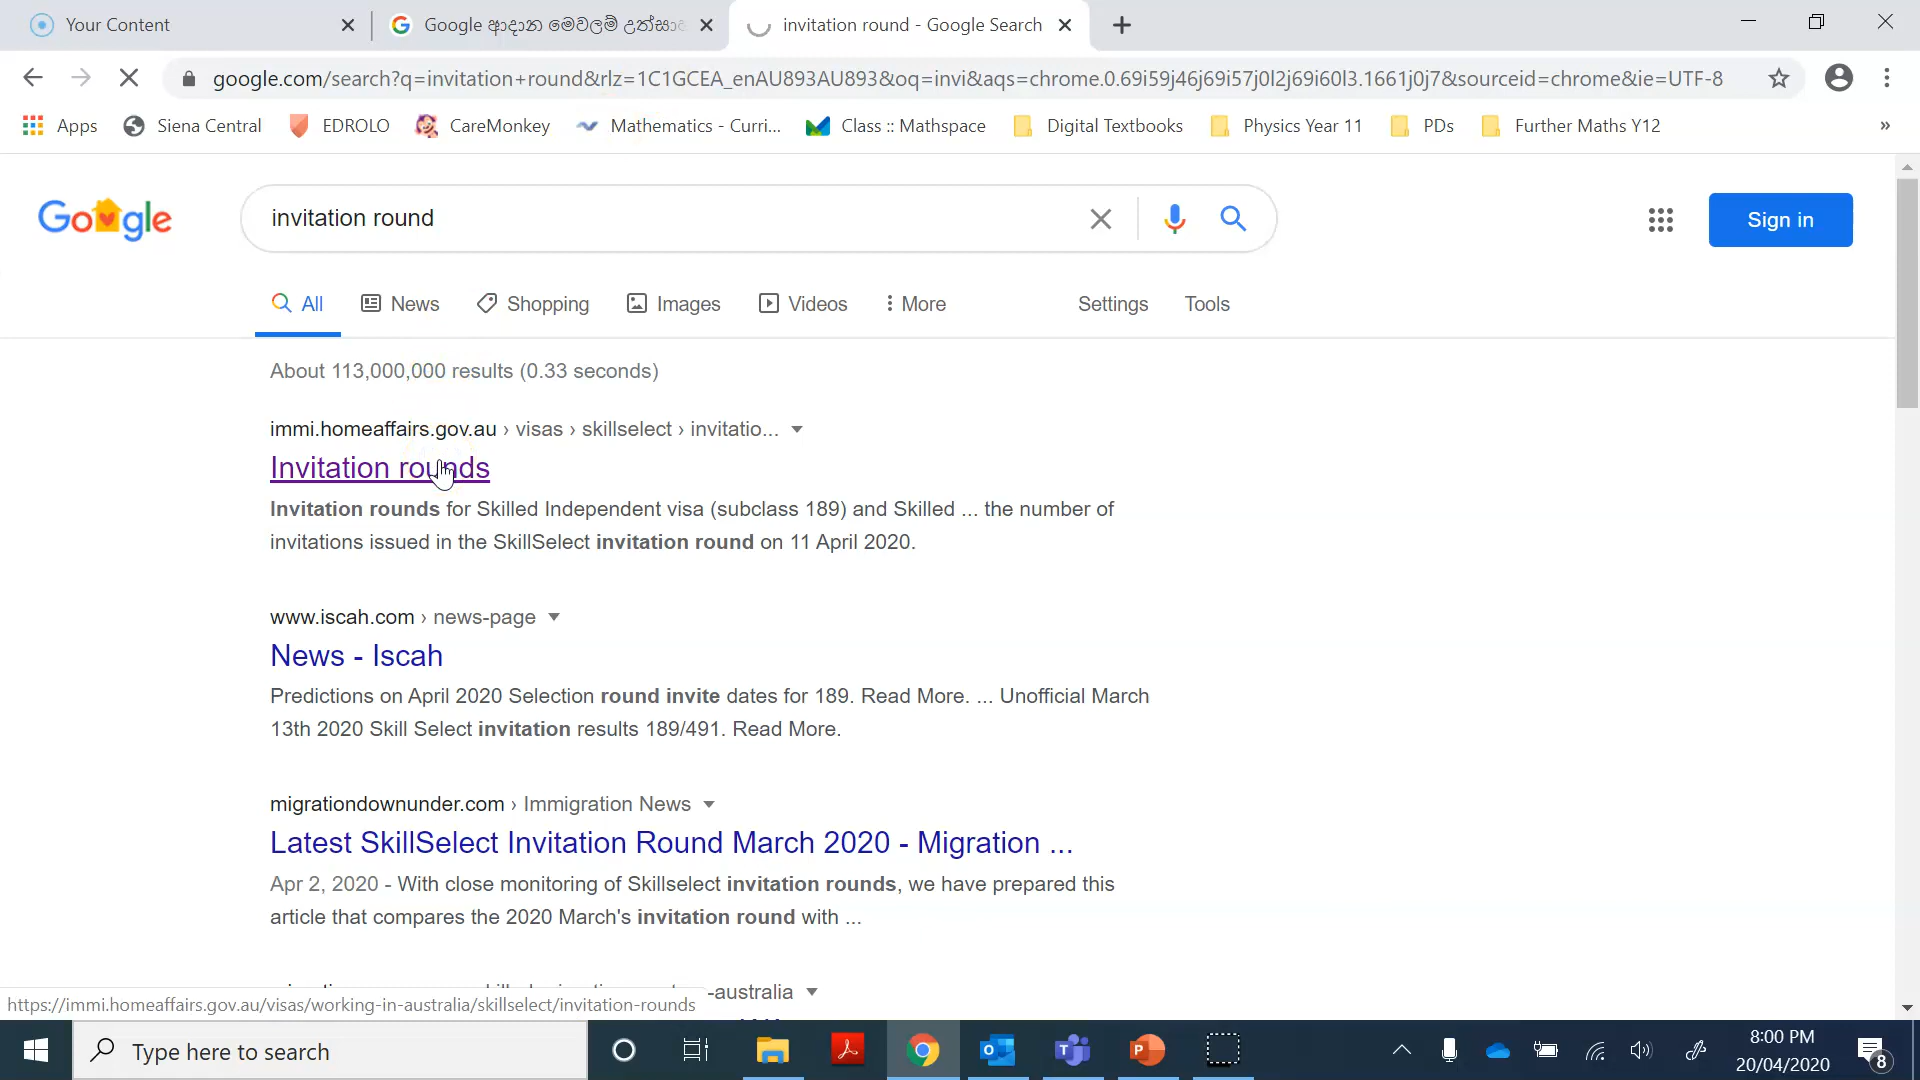 Your Content
Google ආදාන මෙවලම් උත්සාහ
invitation round - Google Search
google.com/search?q=invitation+round&rlz=1C1GCEA_enAU893AU893&oq=invi&aqs=chrome.0.69i59j46j69i57j0l2j69i60l3.1661j0j7&sourceid=chrome&ie=UTF-8
Apps Siena Central EDROLO CareMonkey Mathematics - Curri... Class :: Mathspace Digital Textbooks Physics Year 11 PDs Further Maths Y12 »
Google
invitation round
Sign in
All News Shopping Images Videos More Settings Tools
About 113,000,000 results (0.33 seconds)
immi.homeaffairs.gov.au › visas › skillselect › invitatio...
Invitation rounds
Invitation rounds for Skilled Independent visa (subclass 189) and Skilled ... the number of
invitations issued in the SkillSelect invitation round on 11 April 2020.
www.iscah.com › news-page
News - Iscah
Predictions on April 2020 Selection round invite dates for 189. Read More. ... Unofficial March
13th 2020 Skill Select invitation results 189/491. Read More.
migrationdownunder.com › Immigration News
Latest SkillSelect Invitation Round March 2020 - Migration ...
Apr 2, 2020 - With close monitoring of Skillselect invitation rounds, we have prepared this
article that compares the 2020 March's invitation round with ...
-australia
https://immi.homeaffairs.gov.au/visas/working-in-australia/skillselect/invitation-rounds
Type here to search
8:00 PM
20/04/2020
8